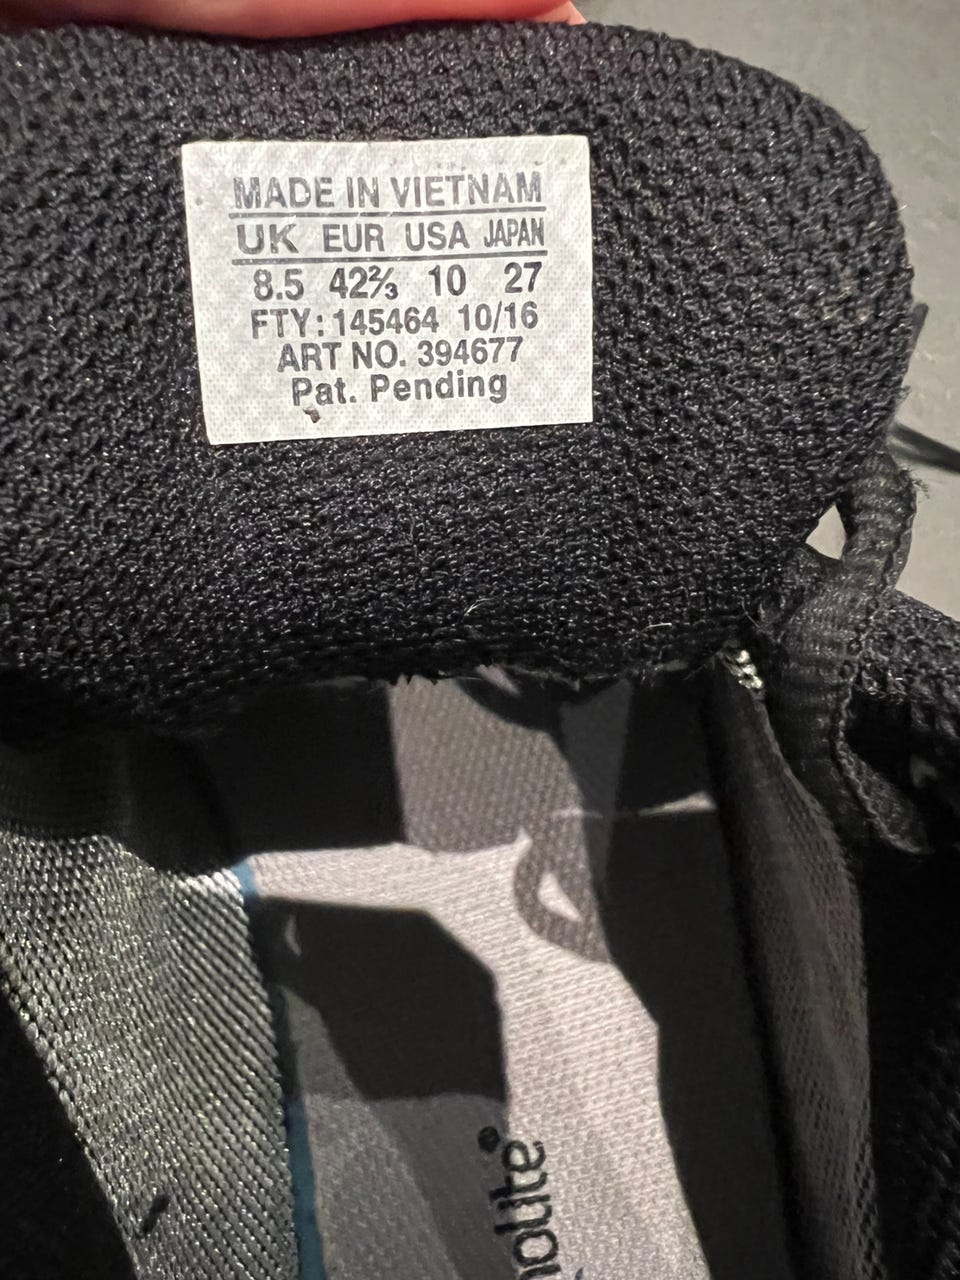 MADE IN VIETNAM
UK EUR USA JAPAN
8.5 42⅔ 10 27
FTY: 145464 10/16
ART NO. 394677
Pat. Pending